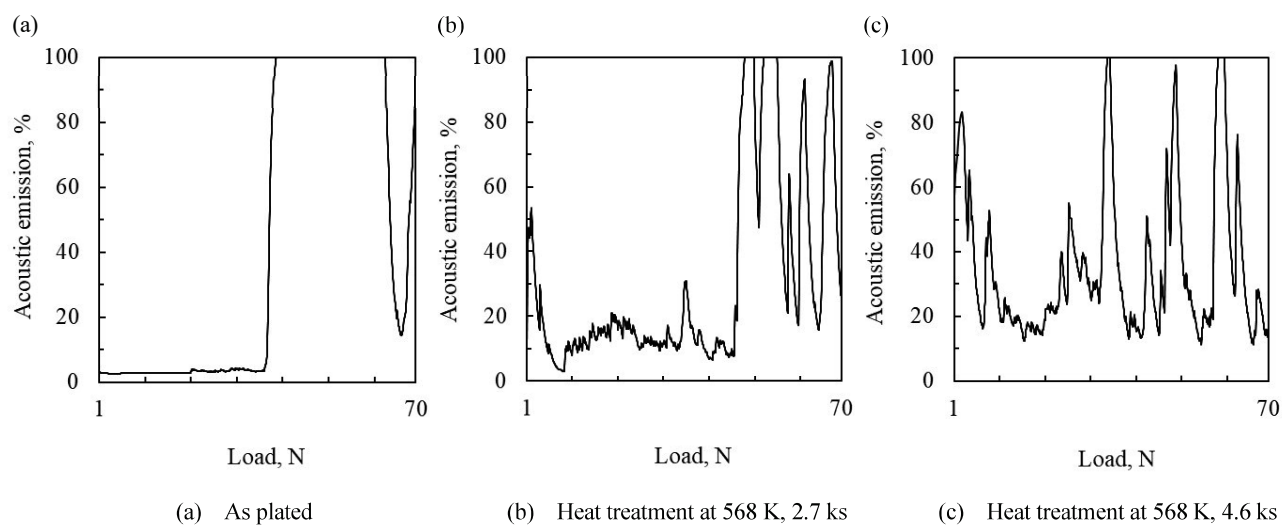 (a)
100
80
60
40
20
0
Acoustic emission, %
1
70
Load, N
(b)
100
80
60
40
20
0
Acoustic emission, %
1
70
Load, N
(c)
100
80
60
40
20
0
Acoustic emission, %
1
70
Load, N
(a) As plated
(b) Heat treatment at 568 K, 2.7 ks
(c) Heat treatment at 568 K, 4.6 ks